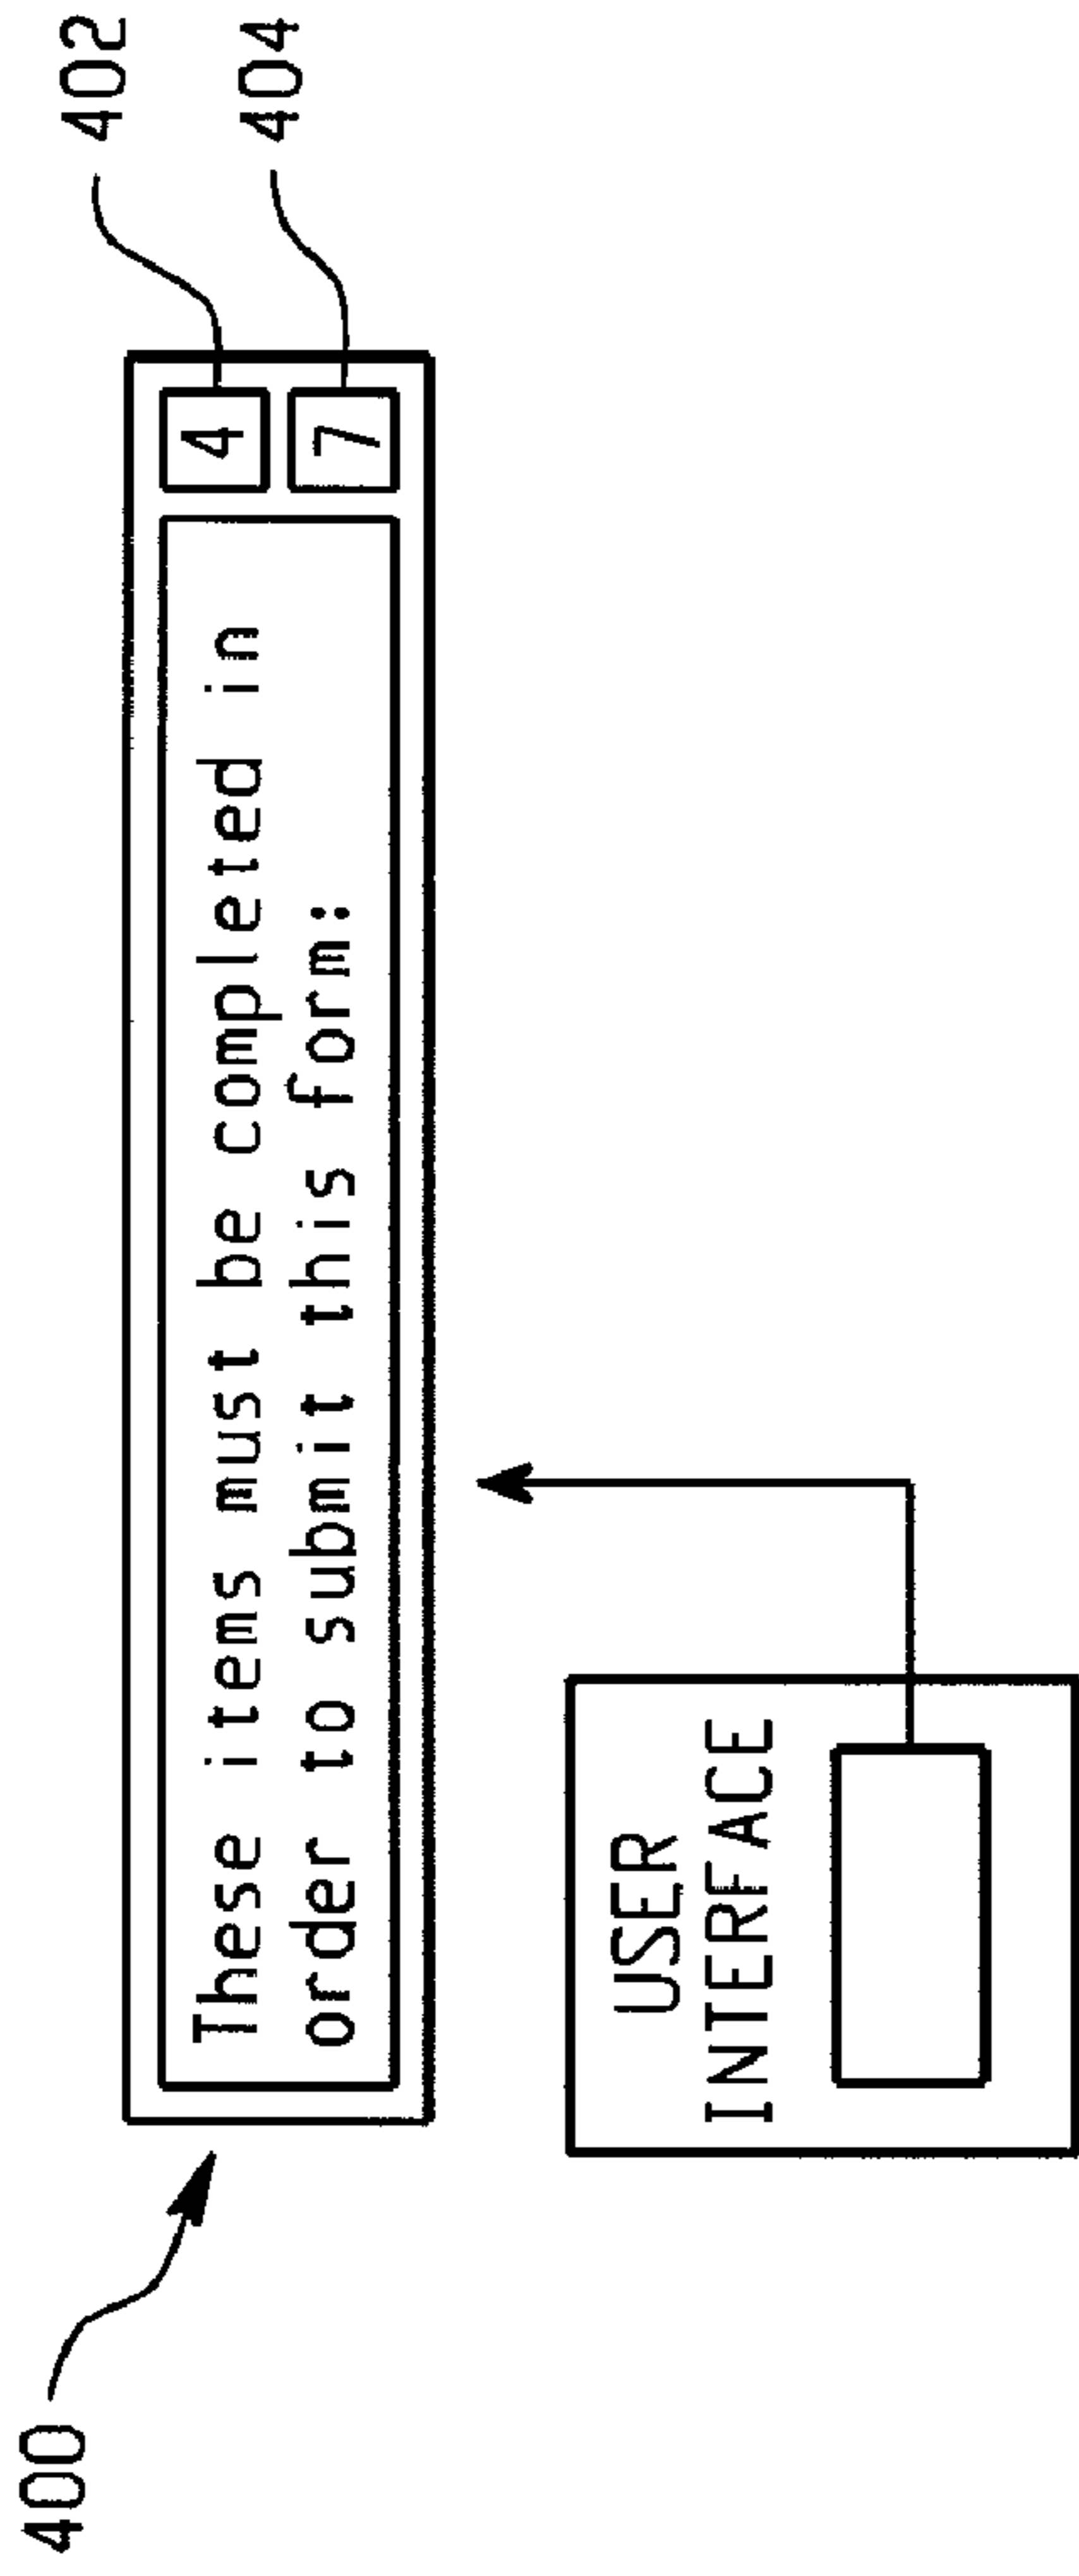 400
These items must be completed in
order to submit this form:
4
7
402
404
USER
INTERFACE